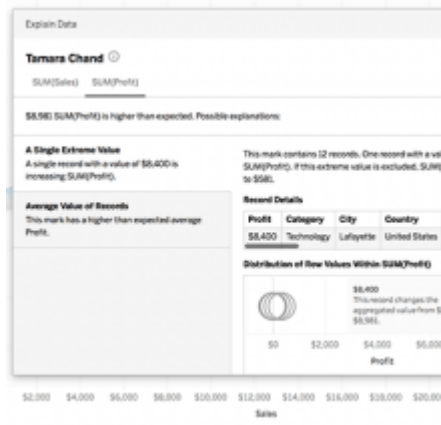 Explain Data
Tamara Chand
SUM(Sales) SUM(Profit)
$8,981 SUM(Profit) is higher than expected. Possible explanations:
A Single Extreme Value
A single record with a value of $8,400 is
increasing SUM(Profit).
Average Value of Records
This mark has a higher than expected average
Profit.
This mark contains 12 records. One record with a val
SUM(Profit). If this extreme value is excluded, SUM(
to $581.
Record Details
Profit Category City Country
$8,400 Technology Lafayette United States
Distribution of Row Values Within SUM(Profit)
$8,400
This record changes the
aggregated value from $
$8,981.
$0 $2,000 $4,000 $6,000
Profit
$2,000 $4,000 $6,000 $8,000 $10,000 $12,000 $14,000 $16,000 $18,000 $20,00
Sales